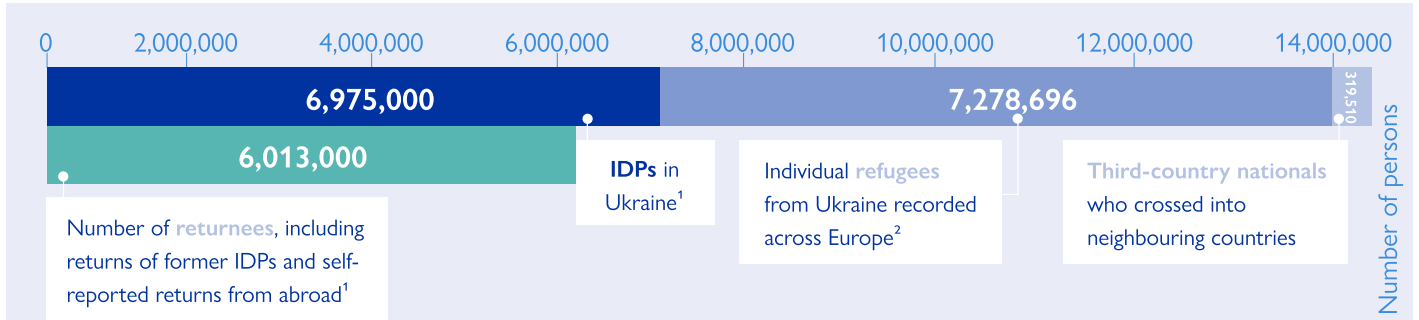 0 2,000,000 4,000,000 6,000,000 8,000,000 10,000,000 12,000,000 14,000,000
6,975,000 7,278,696 319,510
6,013,000
Number of returnees, including
returns of former IDPs and self-
reported returns from abroad¹
IDPs in
Ukraine¹
Individual refugees
from Ukraine recorded
across Europe²
Third-country nationals
who crossed into
neighbouring countries
Number of persons